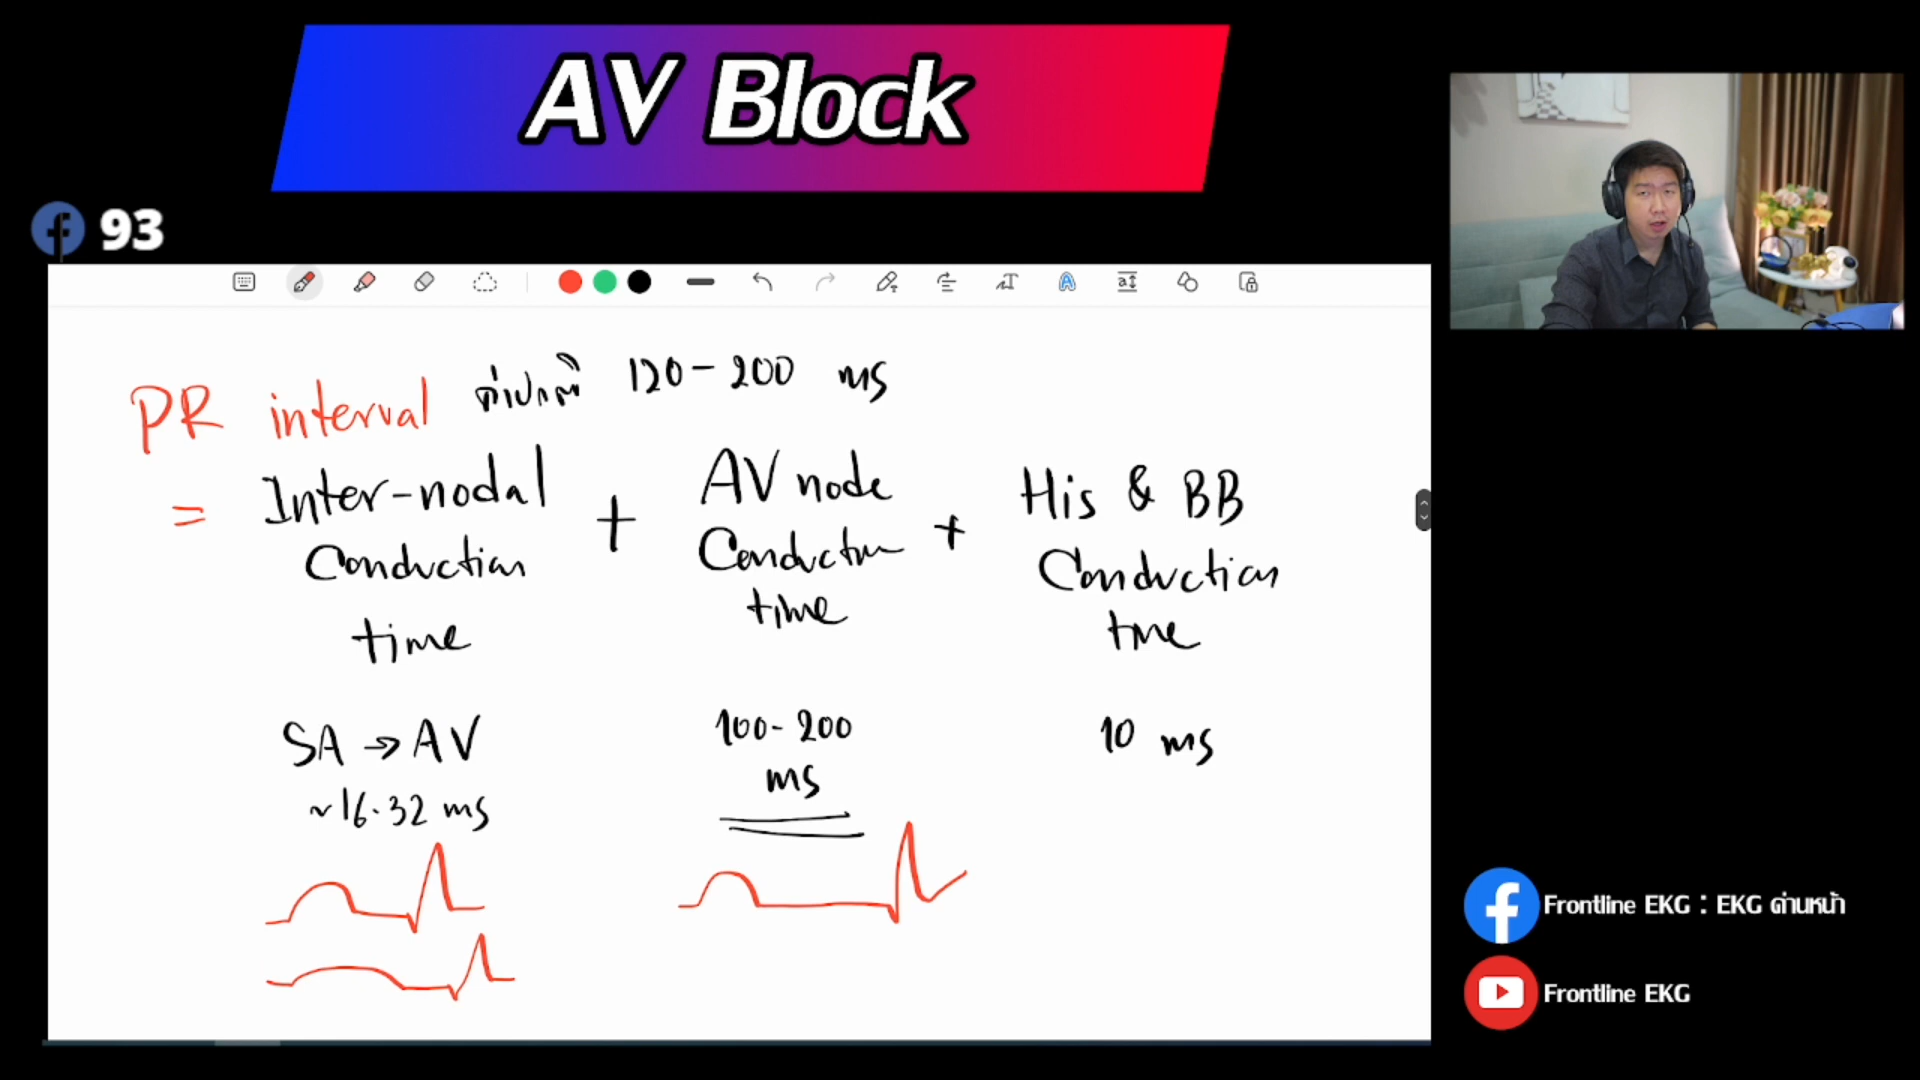 AV Block
93
PR interval ค่าปกติ 120-200 ms
= Inter-nodal Conduction time + AV node Conduction time + His & BB Conduction time
SA → AV
~16-32 ms
100-200
ms
10 ms
Frontline EKG : EKG ด่านหน้า
Frontline EKG